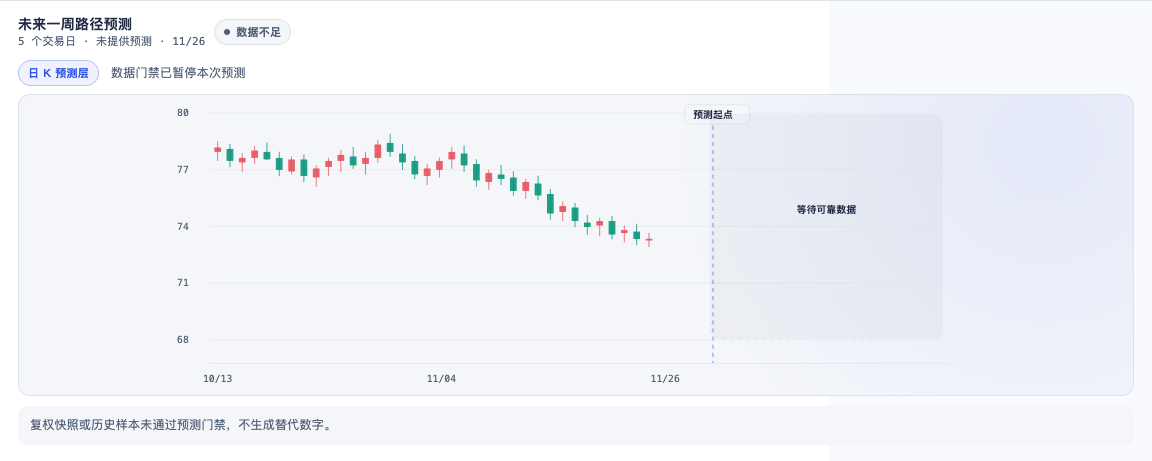 未来一周路径预测
5 个交易日 · 未提供预测 · 11/26
数据不足
日 K 预测层
数据门禁已暂停本次预测
80
预测起点
77
74
等待可靠数据
71
68
10/13
11/04
11/26
复权快照或历史样本未通过预测门禁，不生成替代数字。